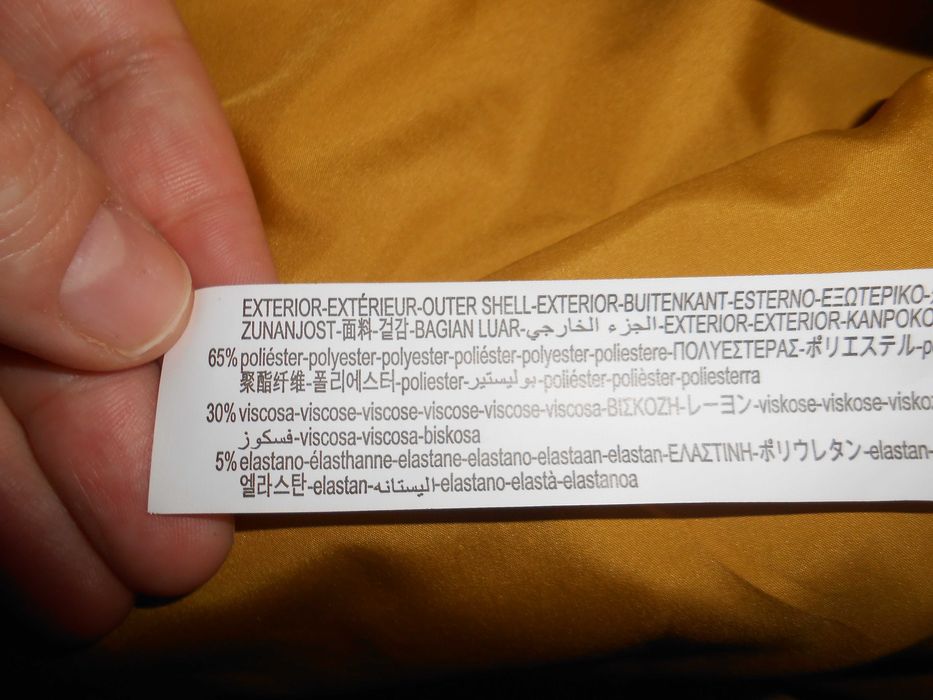 EXTERIOR-EXTÉRIEUR-OUTER SHELL-EXTERIOR-BUITENKANT-ESTERNO-ΕΞΩΤΕΡΙΚΟ-
ZUNANJOST-面料-겉감-BAGIAN LUAR-الجزء الخارجي-EXTERIOR-EXTERIOR-KANPOKO
65% poliéster-polyester-polyester-poliéster-polyester-poliestere-ΠΟΛΥΕΣΤΕΡΑΣ-ポリエステル-p
聚酯纤维-폴리에스터-poliester-بوليستير-poliéster-polièster-poliesterra
30% viscosa-viscose-viscose-viscose-viscose-viscosa-ΒΙΣΚΟΖΗ-レーヨン-viskose-viskose-viskoz
فسكوز-viscosa-viscosa-biskosa
5% elastano-élasthanne-elastane-elastano-elastaan-elastan-ΕΛΑΣΤΙΝΗ-ポリウレタン-elastan-
엘라스탄-elastan-اليستانه-elastano-elastà-elastanoa